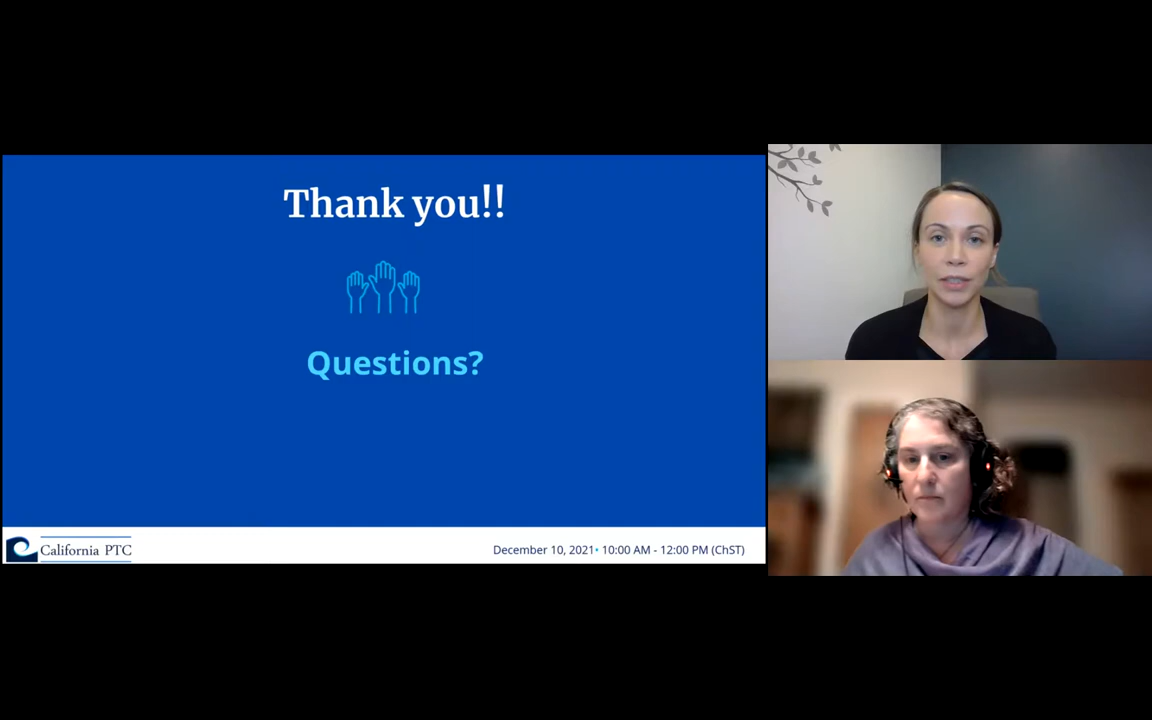 Thank you!!
Questions?
California PTC
December 10, 2021• 10:00 AM - 12:00 PM (ChST)